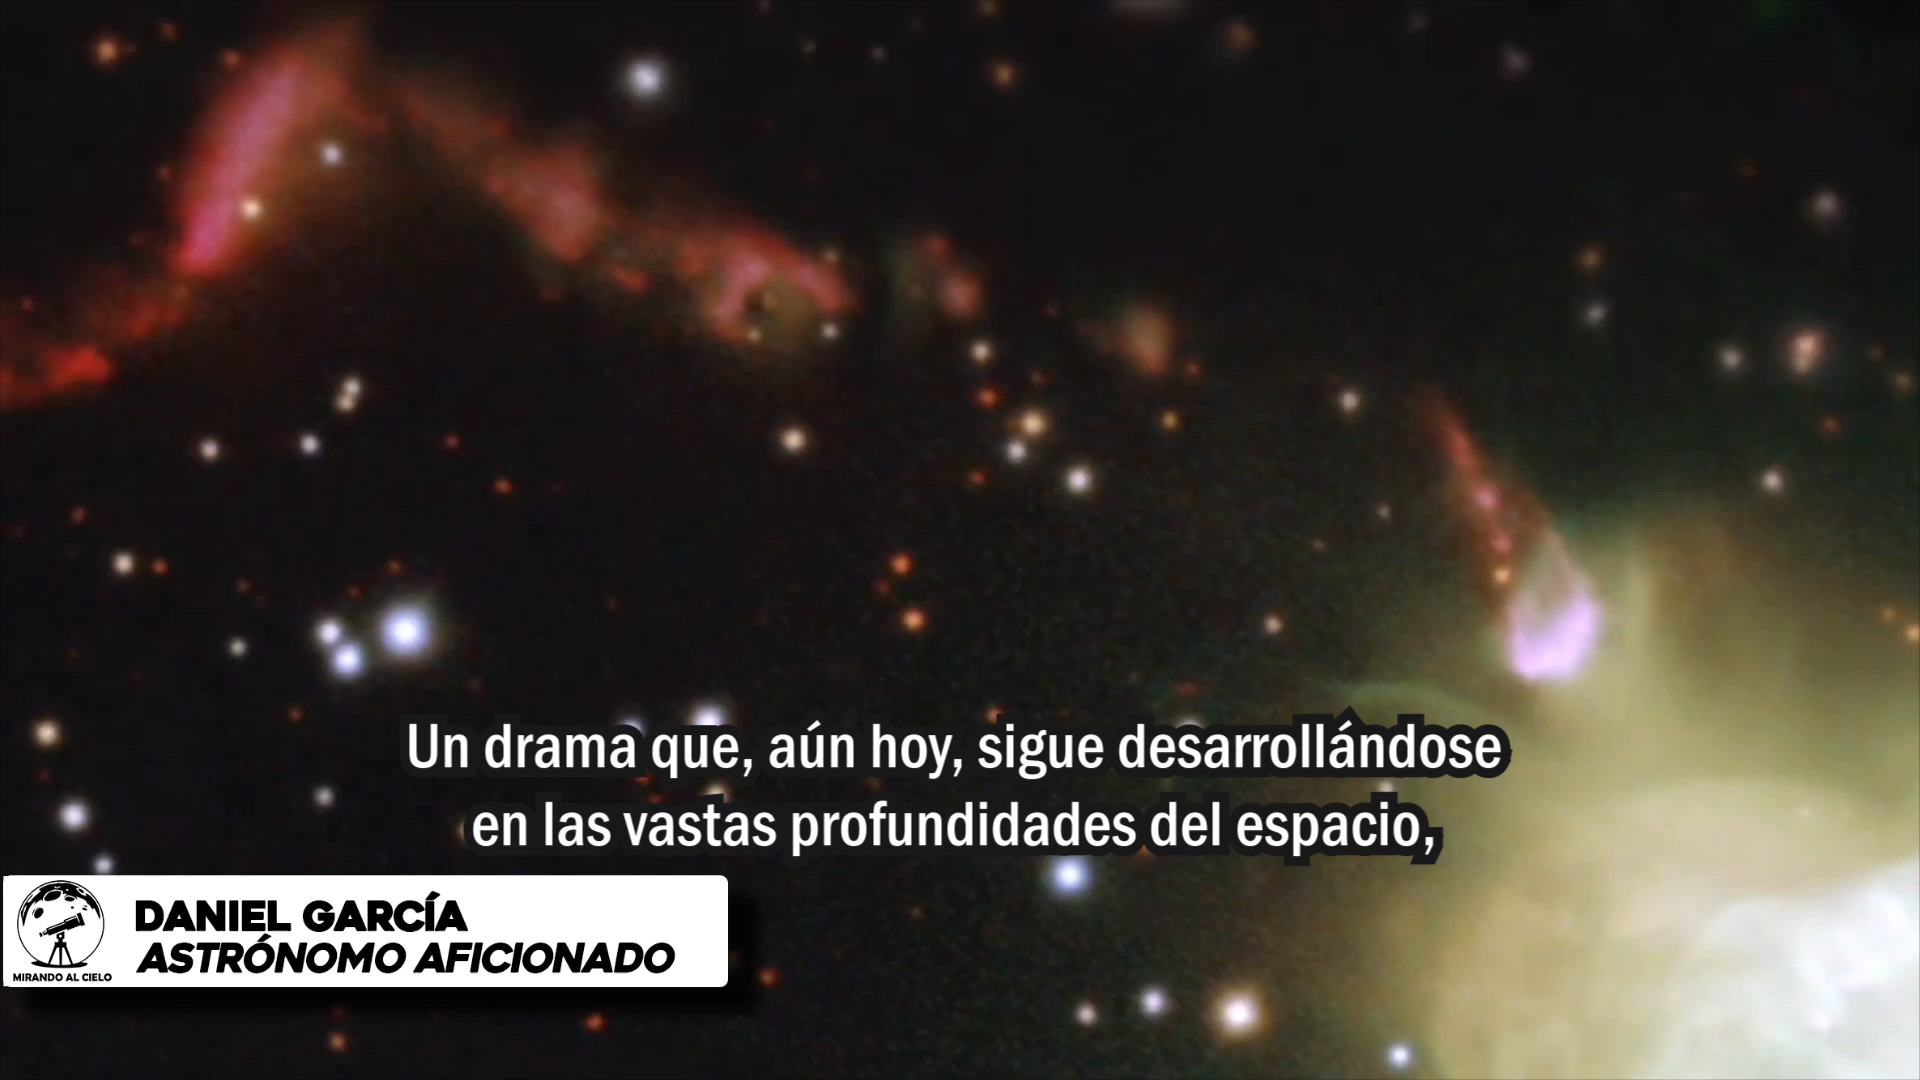 Un drama que, aún hoy, sigue desarrollándose
en las vastas profundidades del espacio,
DANIEL GARCÍA
ASTRÓNOMO AFICIONADO
MIRANDO AL CIELO